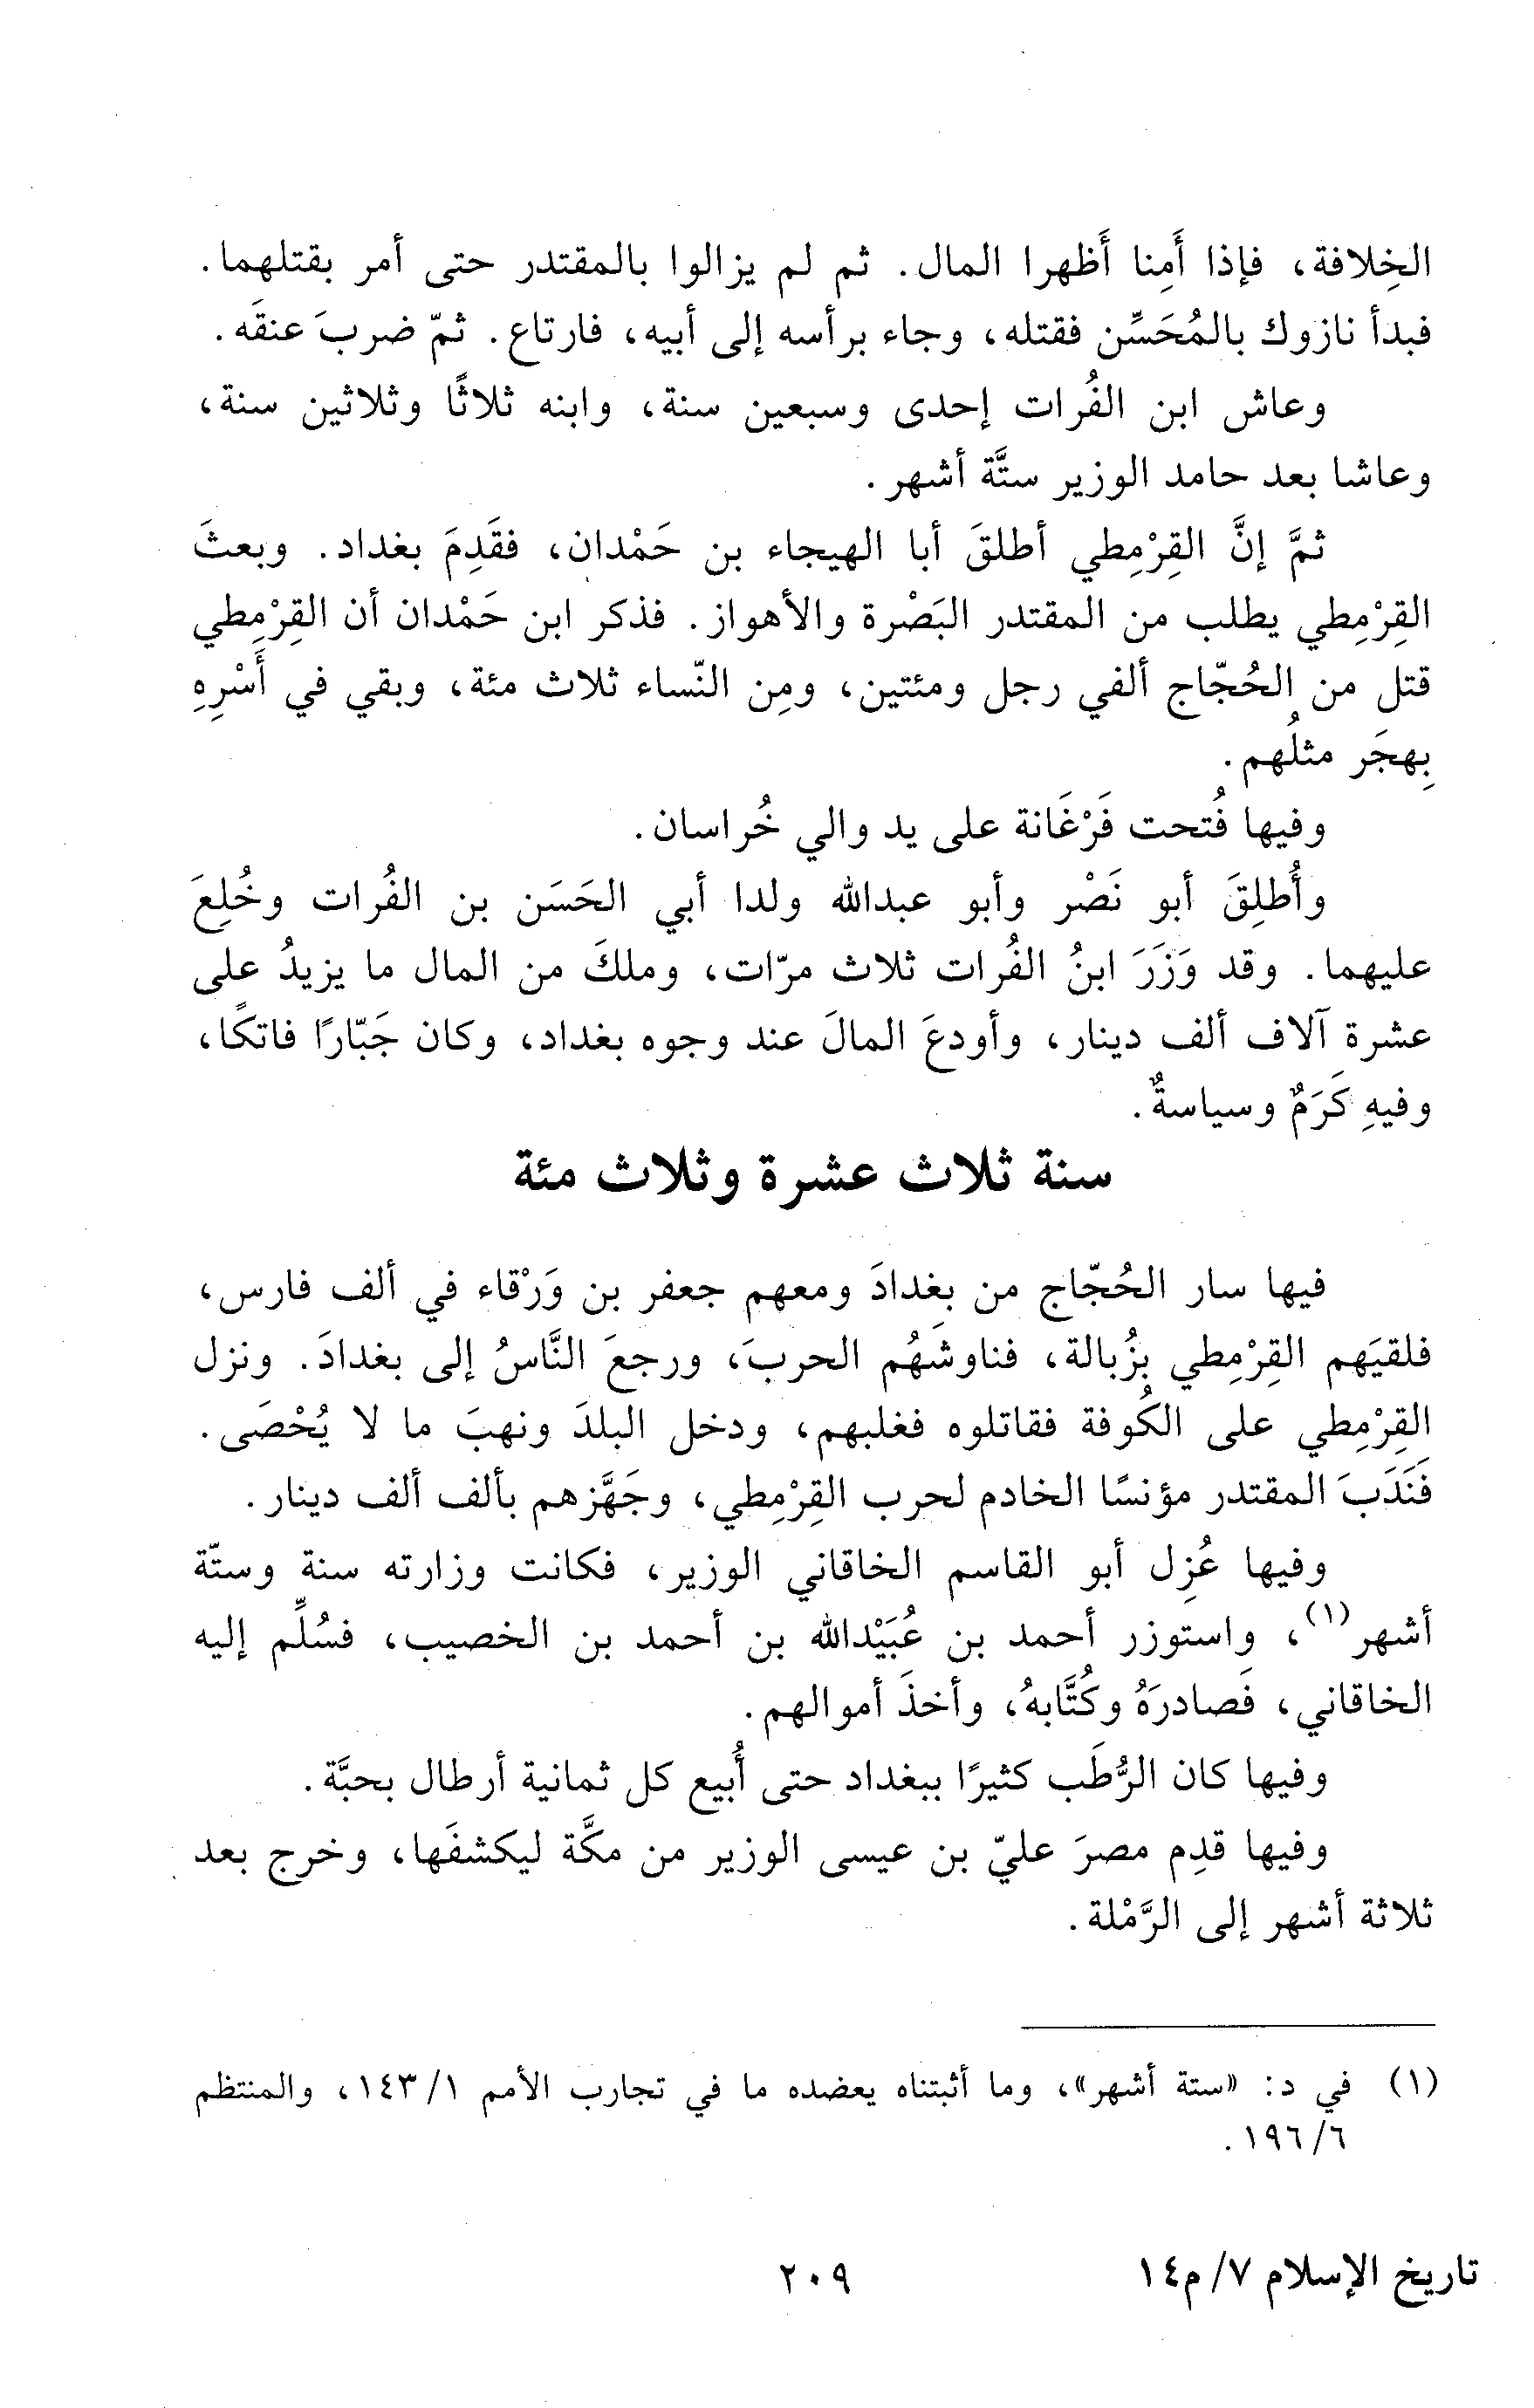 الخِلافة، فإذا أَمِنا أَظهرا المال. ثم لم يزالوا بالمقتدر حتى أمر بقتلهما.
فبدأ نازوك بالمُحَسِّن فقتله، وجاء برأسه إلى أبيه، فارتاع. ثمّ ضربَ عنقَه.
وعاش ابن الفُرات إحدى وسبعين سنة، وابنه ثلاثًا وثلاثين سنة،
وعاشا بعد حامد الوزير ستَّة أشهر.
ثمَّ إنَّ القِرْمِطي أطلقَ أبا الهيجاء بن حَمْدان، فقَدِمَ بغداد. وبعثَ
القِرْمِطي يطلب من المقتدر البَصْرة والأهواز. فذكر ابن حَمْدان أن القِرْمِطي
قتل من الحُجّاج ألفي رجل ومئتين، ومِن النّساء ثلاث مئة، وبقي في أَسْرِهِ
بِهجَر مثلُهم.
وفيها فُتحت فَرْغَانة على يد والي خُراسان.
وأُطلِقَ أبو نَصْر وأبو عبدالله ولدا أبي الحَسَن بن الفُرات وخُلِعَ
عليهما. وقد وَزَرَ ابنُ الفُرات ثلاث مرّات، وملكَ من المال ما يزيدُ على
عشرة آلاف ألف دينار، وأودعَ المالَ عند وجوه بغداد، وكان جَبّارًا فاتكًا،
وفيهِ كَرَمٌ وسياسةٌ.
سنة ثلاث عشرة وثلاث مئة
فيها سار الحُجّاج من بغدادَ ومعهم جعفر بن وَرْقاء في ألف فارس،
فلقيَهم القِرْمِطي بزُبالة، فناوشهُم الحربَ، ورجعَ النَّاسُ إلى بغدادَ. ونزل
القِرْمِطي على الكُوفة فقاتلوه فغلبهم، ودخل البلدَ ونهبَ ما لا يُحْصَى.
فَنَدَبَ المقتدر مؤنسًا الخادم لحرب القِرْمِطي، وجَهَّزهم بألف ألف دينار.
وفيها عُزِل أبو القاسم الخاقاني الوزير، فكانت وزارته سنة وستّة
أشهر(١)، واستوزر أحمد بن عُبَيْدالله بن أحمد بن الخصيب، فسُلِّم إليه
الخاقاني، فَصادرَهُ وكُتَّابهُ، وأخذَ أموالهم.
وفيها كان الرُّطَب كثيرًا ببغداد حتى أُبيع كل ثمانية أرطال بحبَّة.
وفيها قدِم مصرَ عليّ بن عيسى الوزير من مكَّة ليكشفَها، وخرج بعد
ثلاثة أشهر إلى الرَّمْلة.
(١) في د: «ستة أشهر»، وما أثبتناه يعضده ما في تجارب الأمم ١/ ١٤٣، والمنتظم
٦/ ١٩٦.
تاريخ الإسلام ٧/ م١٤
٢٠٩